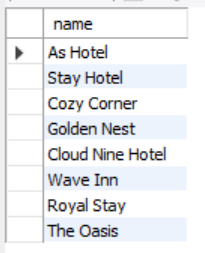 name
As Hotel
Stay Hotel
Cozy Corner
Golden Nest
Cloud Nine Hotel
Wave Inn
Royal Stay
The Oasis